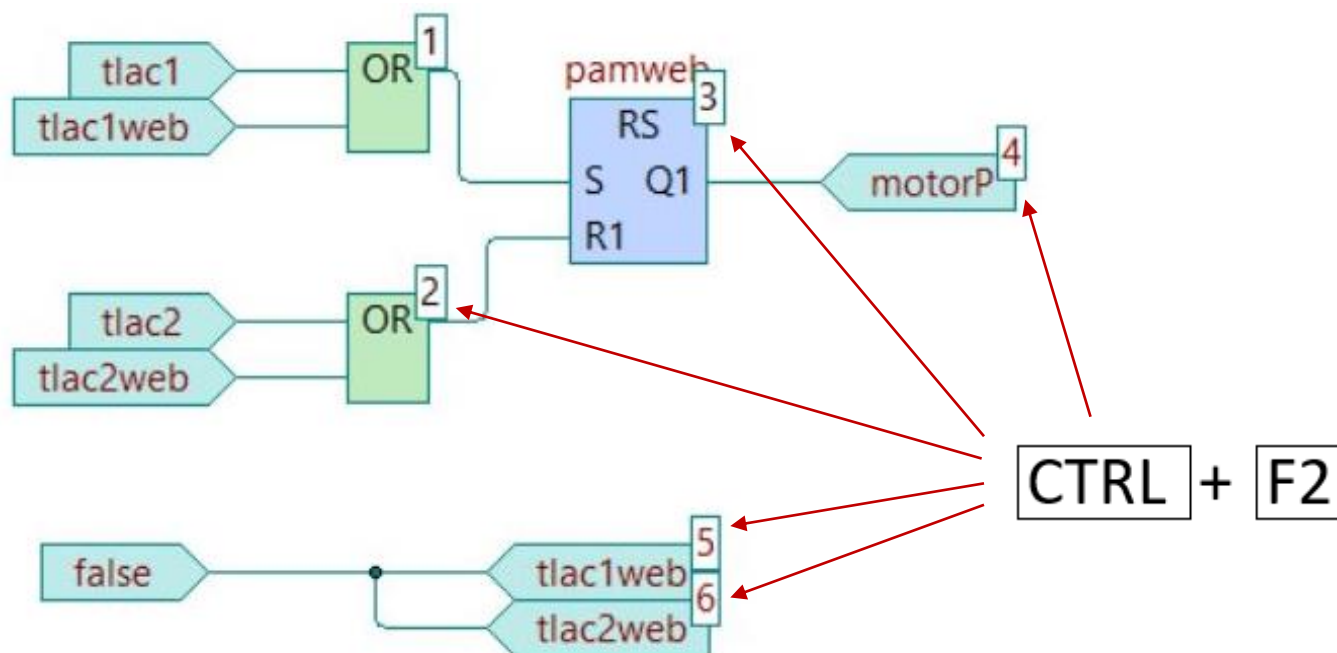 tlac1
tlac1web
OR
1
pamweb
3
RS
S
Q1
R1
motorP
4
tlac2
tlac2web
OR
2
CTRL + F2
false
tlac1web
5
tlac2web
6